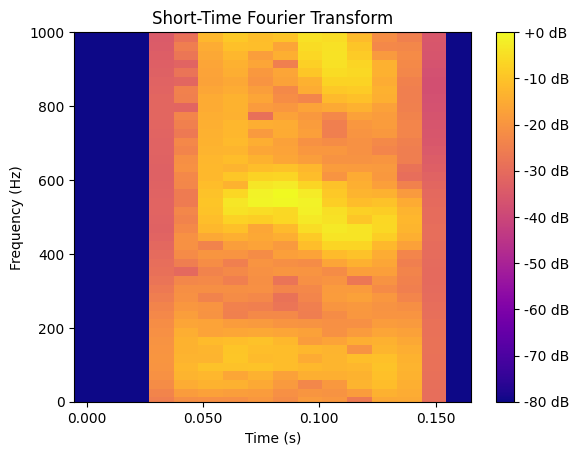 Short-Time Fourier Transform
Frequency (Hz)
1000
800
600
400
200
0
0.000
0.050
0.100
0.150
Time (s)
+0 dB
-10 dB
-20 dB
-30 dB
-40 dB
-50 dB
-60 dB
-70 dB
-80 dB